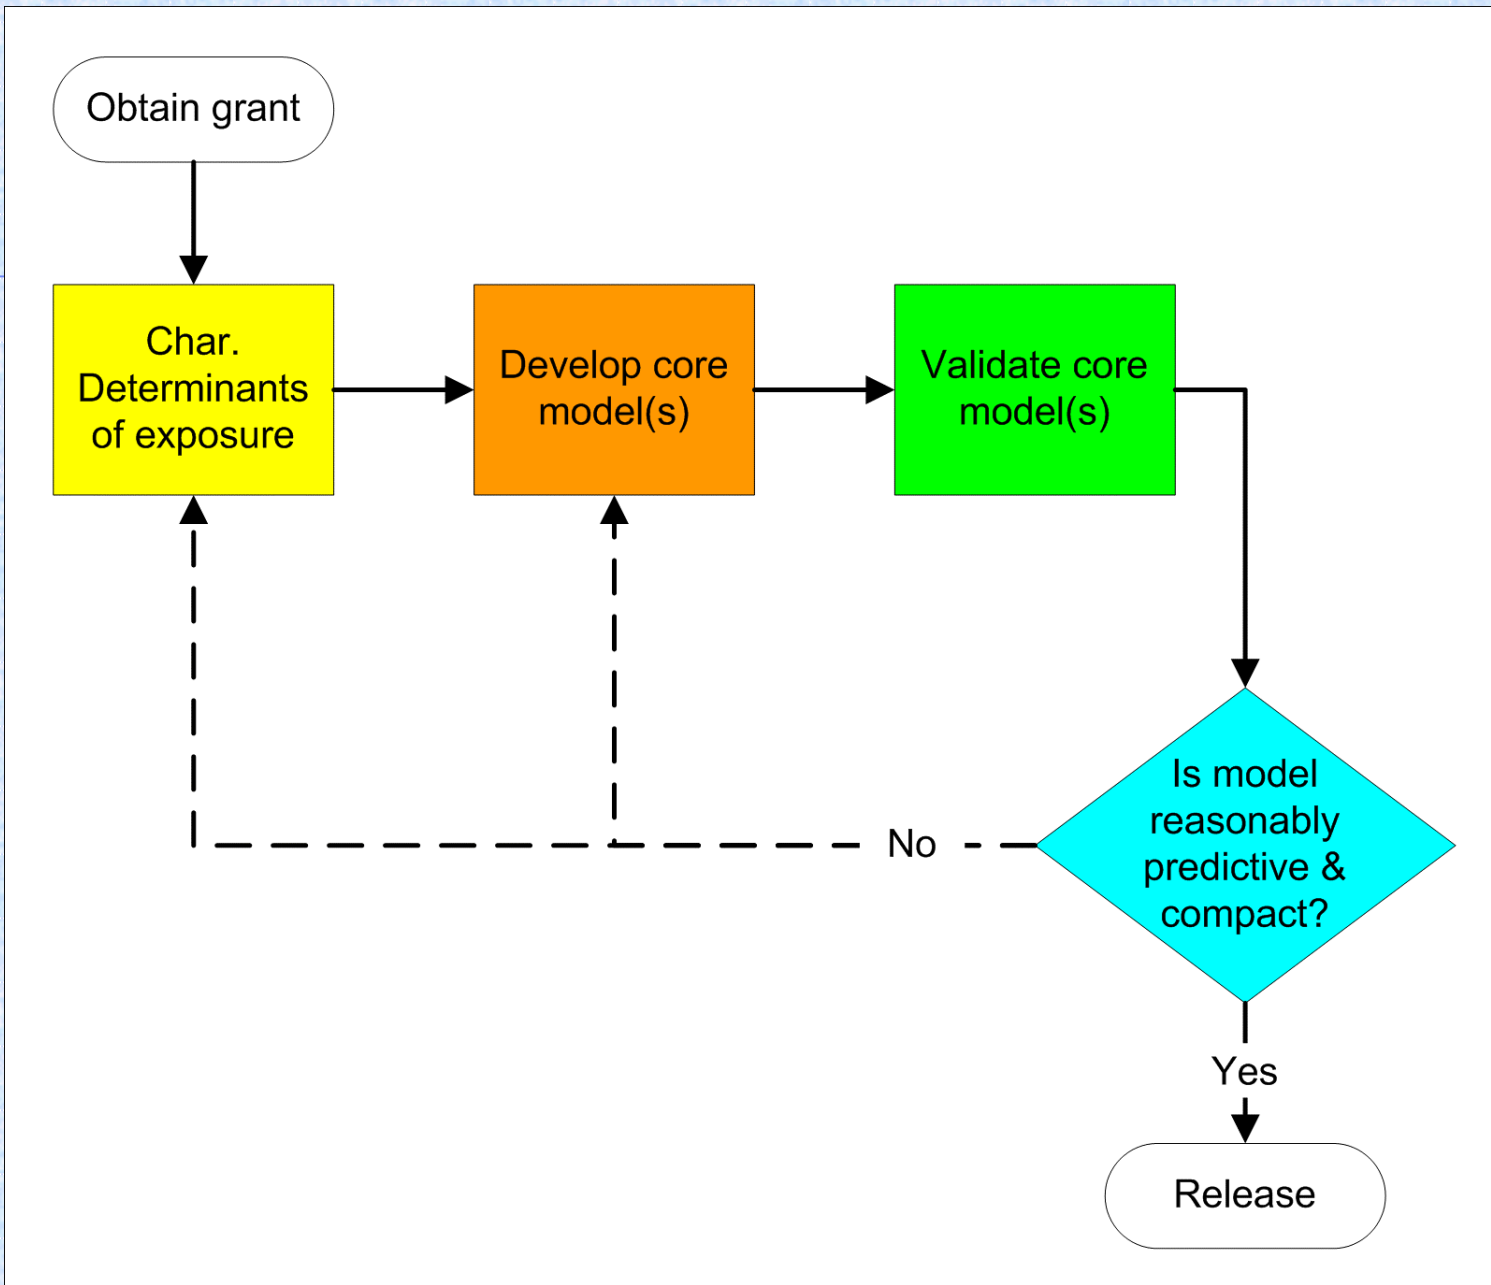 Obtain grant
Char.
Determinants
of exposure
Develop core
model(s)
Validate core
model(s)
Is model
reasonably
predictive &
compact?
No
Yes
Release